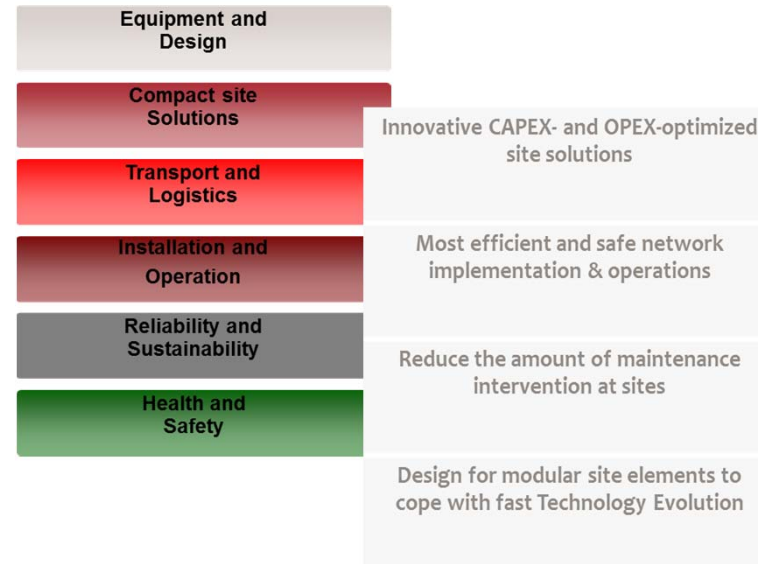 Equipment and
Design
Compact site
Solutions
Transport and
Logistics
Installation and
Operation
Reliability and
Sustainability
Health and
Safety
Innovative CAPEX- and OPEX-optimized
site solutions
Most efficient and safe network
implementation & operations
Reduce the amount of maintenance
intervention at sites
Design for modular site elements to
cope with fast Technology Evolution